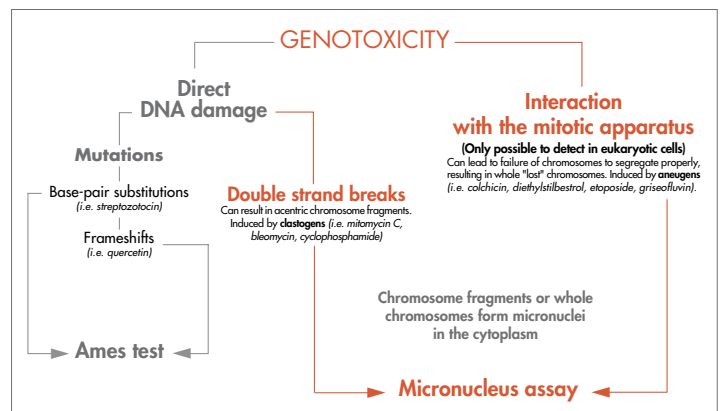 GENOTOXICITY
Direct
DNA damage
Mutations
Base-pair substitutions
(i.e. streptozotocin)
Frameshifts
(i.e. quercetin)
Ames test
Double strand breaks
Can result in acentric chromosome fragments.
Induced by clastogens (i.e. mitomycin C,
bleomycin, cyclophosphamide)
Interaction
with the mitotic apparatus
(Only possible to detect in eukaryotic cells)
Can lead to failure of chromosomes to segregate properly,
resulting in whole "lost" chromosomes. Induced by aneugens
(i.e. colchicin, diethylstilbestrol, etoposide, griseofluvin).
Chromosome fragments or whole
chromosomes form micronuclei
in the cytoplasm
Micronucleus assay